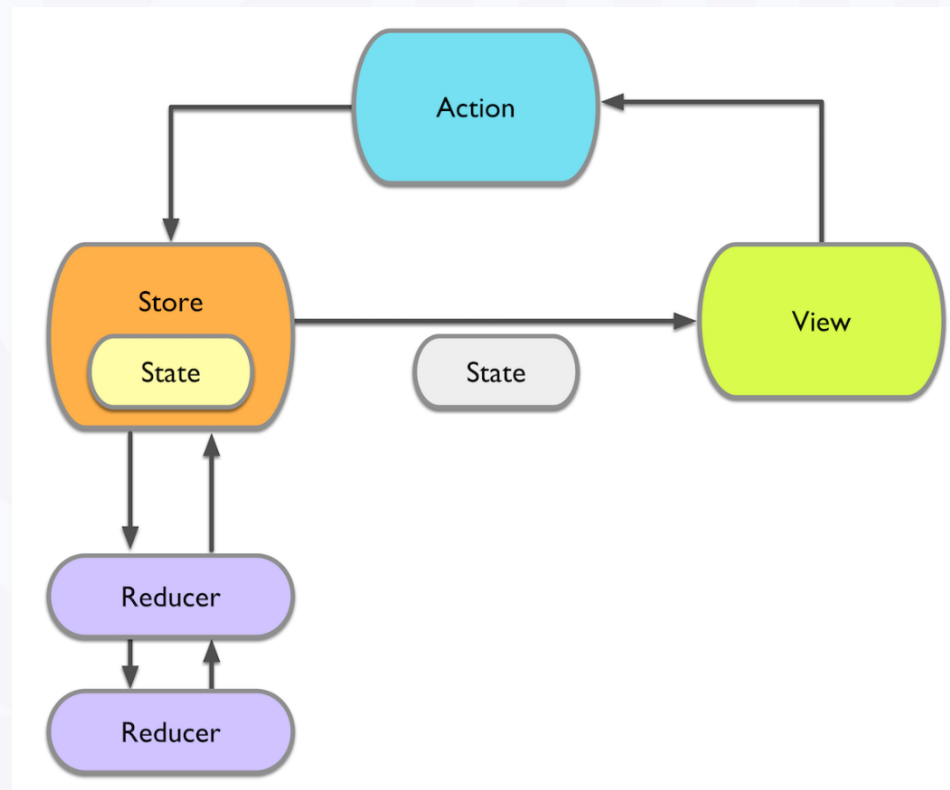 Action
Store
State
State
View
Reducer
Reducer